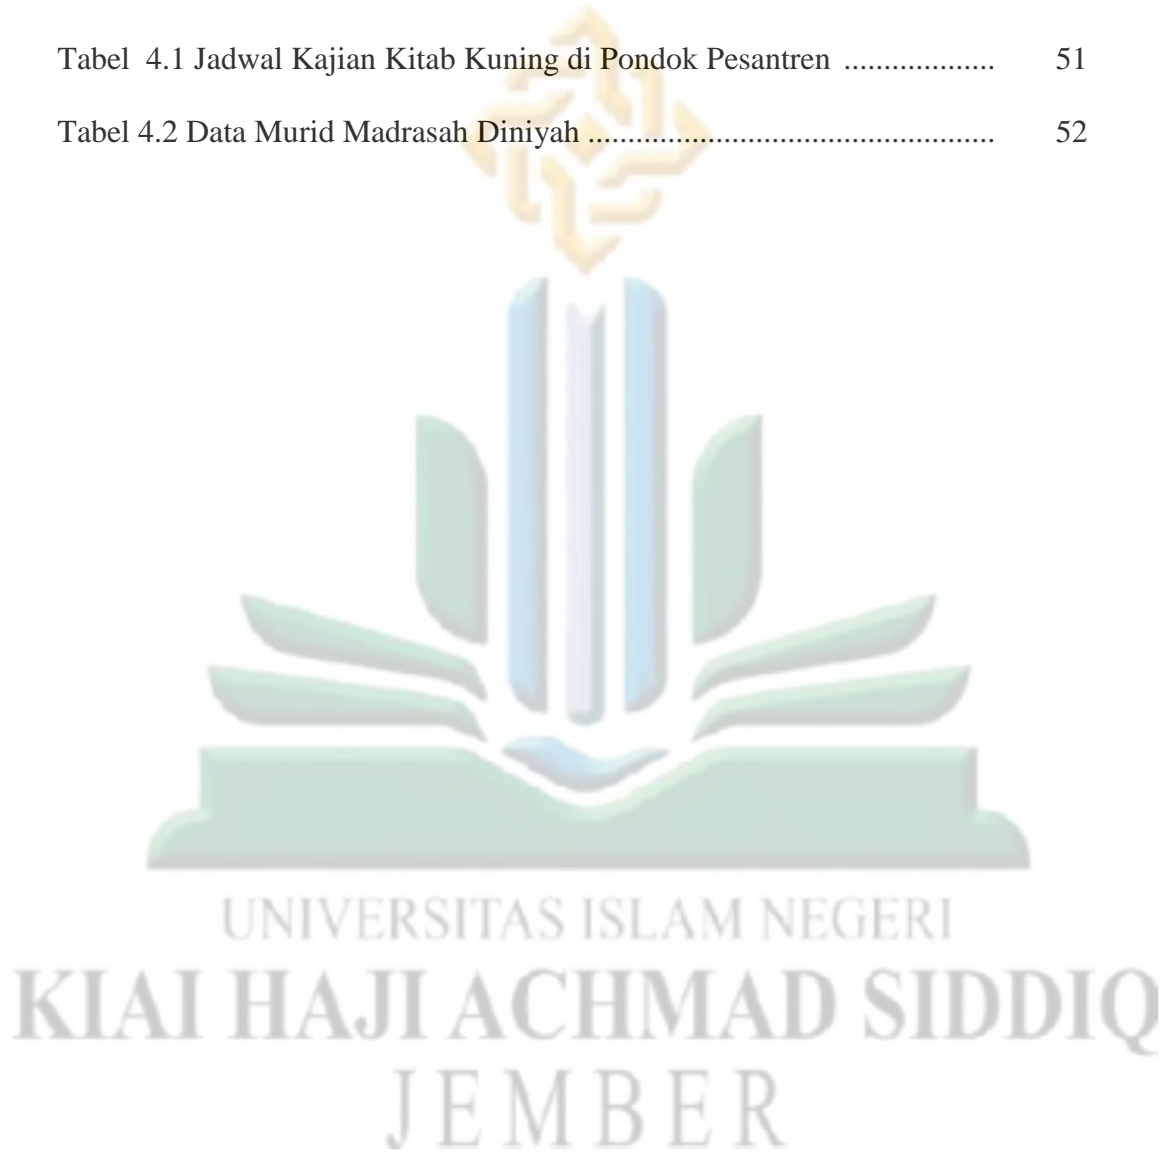 Tabel  4.1 Jadwal Kajian Kitab Kuning di Pondok Pesantren ................... 51
Tabel 4.2 Data Murid Madrasah Diniyah ................................................... 52
UNIVERSITAS ISLAM NEGERI
KIAI HAJI ACHMAD SIDDIQ
JEMBER